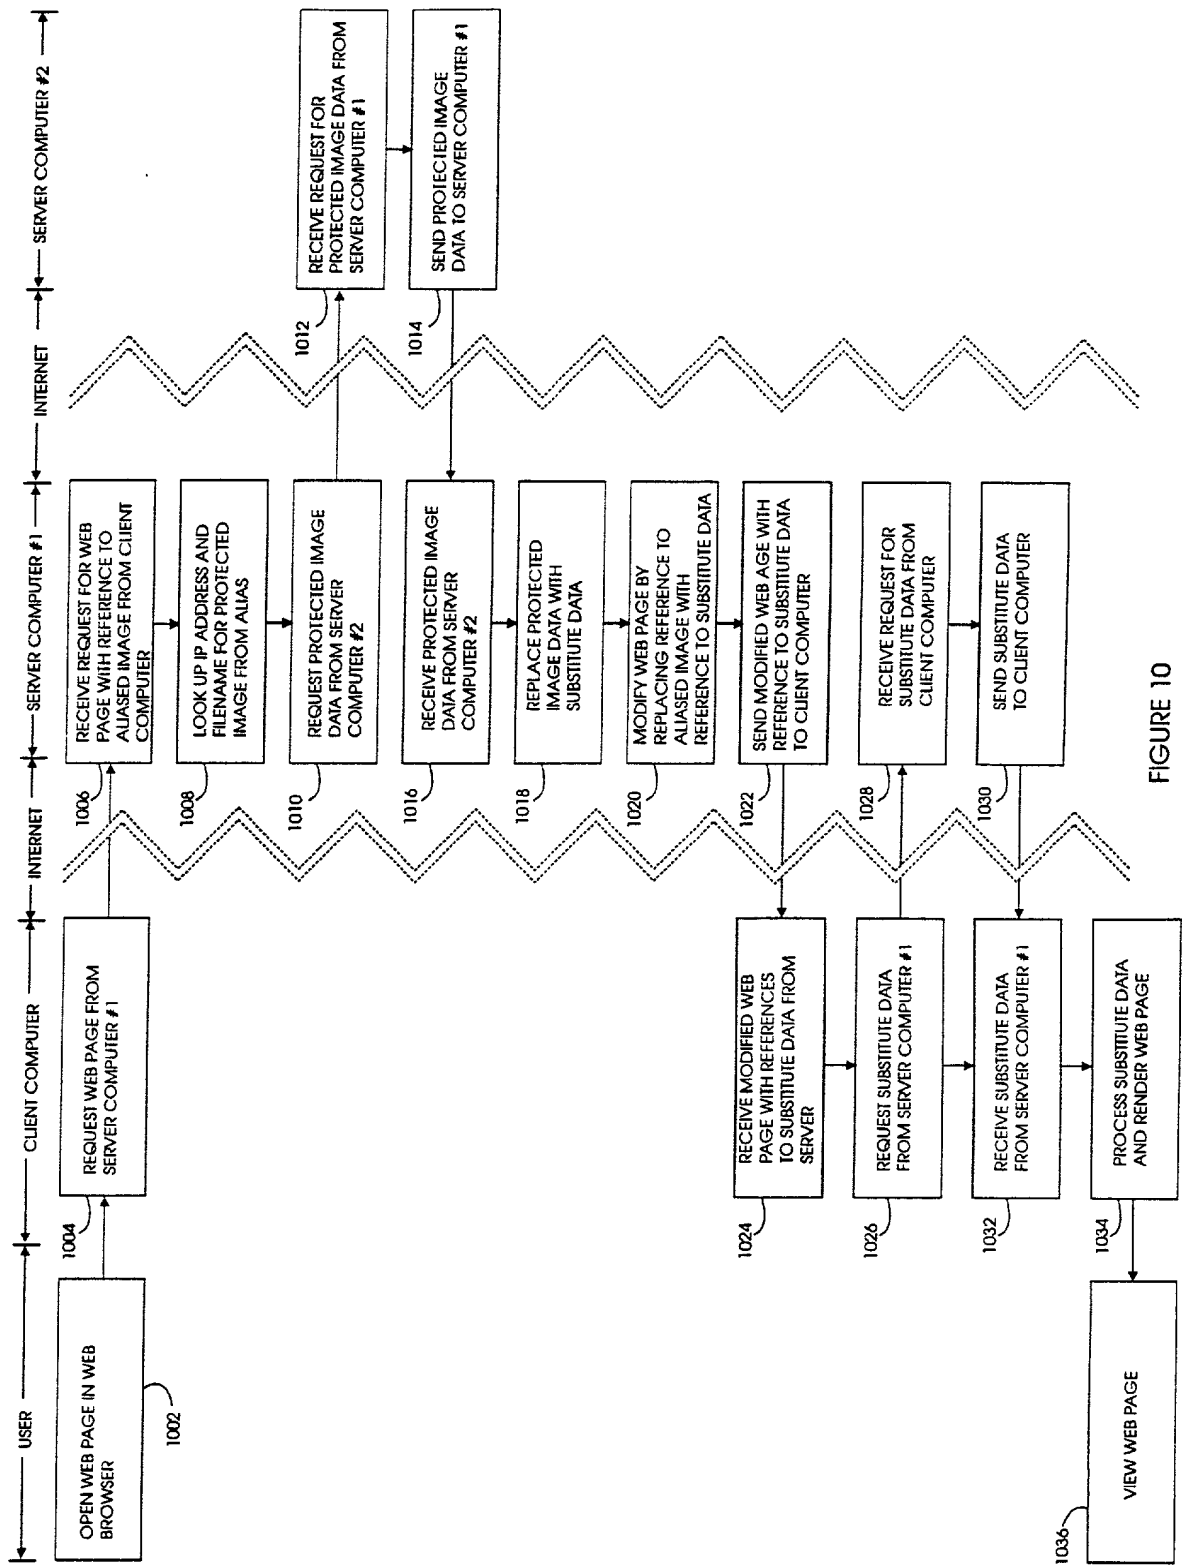 USER
CLIENT COMPUTER
INTERNET
SERVER COMPUTER #1
INTERNET
SERVER COMPUTER #2
OPEN WEB PAGE IN WEB
BROWSER
1002
REQUEST WEB PAGE FROM
SERVER COMPUTER #1
1004
RECEIVE REQUEST FOR WEB
PAGE WITH REFERENCE TO
ALIASED IMAGE FROM CLIENT
COMPUTER
1006
LOOK UP IP ADDRESS AND
FILENAME FOR PROTECTED
IMAGE FROM ALIAS
1008
REQUEST PROTECTED IMAGE
DATA FROM SERVER
COMPUTER #2
1010
RECEIVE REQUEST FOR
PROTECTED IMAGE DATA FROM
SERVER COMPUTER #1
1012
SEND PROTECTED IMAGE
DATA TO SERVER COMPUTER #1
1014
RECEIVE PROTECTED IMAGE
DATA FROM SERVER
COMPUTER #2
1016
REPLACE PROTECTED
IMAGE DATA WITH
SUBSTITUTE DATA
1018
MODIFY WEB PAGE BY
REPLACING REFERENCE TO
ALIASED IMAGE WITH
REFERENCE TO SUBSTITUTE DATA
1020
SEND MODIFIED WEB AGE WITH
REFERENCE TO SUBSTITUTE DATA
TO CLIENT COMPUTER
1022
RECEIVE MODIFIED WEB
PAGE WITH REFERENCES
TO SUBSTITUTE DATA FROM
SERVER
1024
REQUEST SUBSTITUTE DATA
FROM SERVER COMPUTER #1
1026
RECEIVE REQUEST FOR
SUBSTITUTE DATA FROM
CLIENT COMPUTER
1028
SEND SUBSTITUTE DATA
TO CLIENT COMPUTER
1030
RECEIVE SUBSTITUTE DATA
FROM SERVER COMPUTER #1
1032
PROCESS SUBSTITUTE DATA
AND RENDER WEB PAGE
1034
VIEW WEB PAGE
1036
FIGURE 10